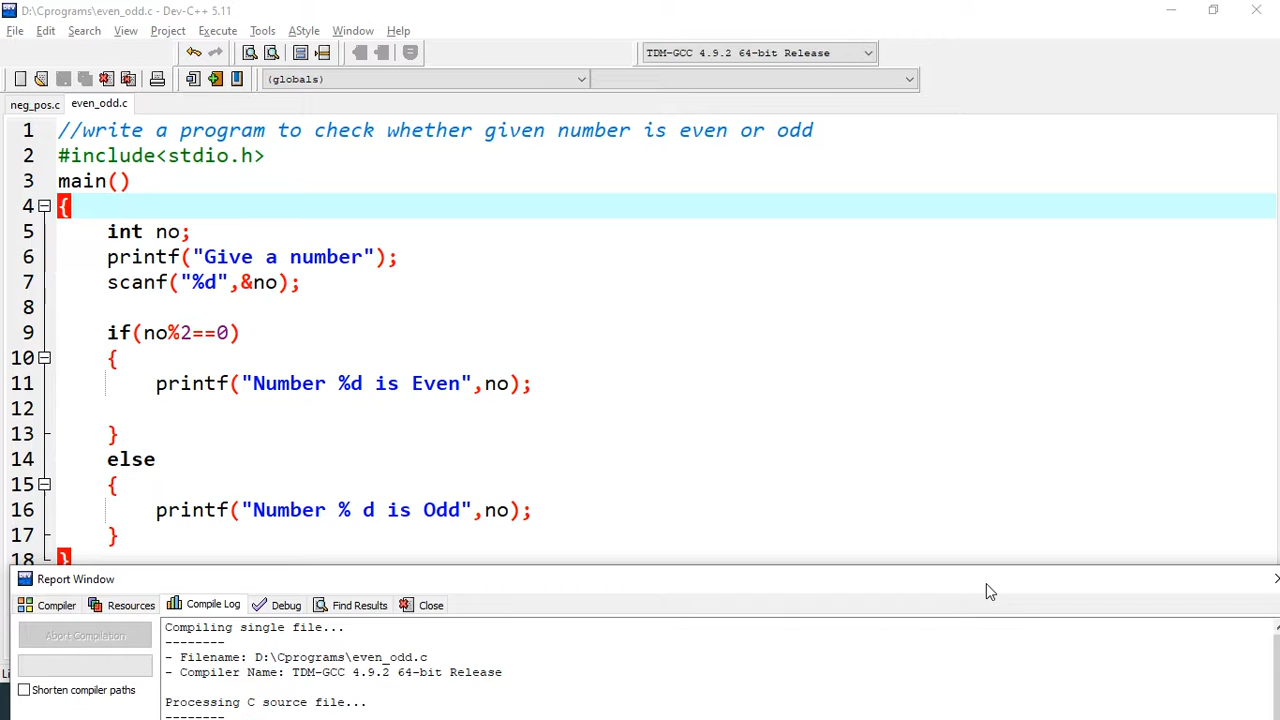 D:\Cprograms\even_odd.c - Dev-C++ 5.11
File Edit Search View Project Execute Tools AStyle Window Help
TDM-GCC 4.9.2 64-bit Release
(globals)
neg_pos.c even_odd.c
1 //write a program to check whether given number is even or odd
2 #include<stdio.h>
3 main()
4 {
5 int no;
6 printf("Give a number");
7 scanf("%d",&no);
8
9 if(no%2==0)
10 {
11 printf("Number %d is Even",no);
12
13 }
14 else
15 {
16 printf("Number % d is Odd",no);
17 }
18 }
Report Window
Compiler Resources Compile Log Debug Find Results Close
Abort Compilation
Shorten compiler paths
Compiling single file...
--------
- Filename: D:\Cprograms\even_odd.c
- Compiler Name: TDM-GCC 4.9.2 64-bit Release
Processing C source file...
--------